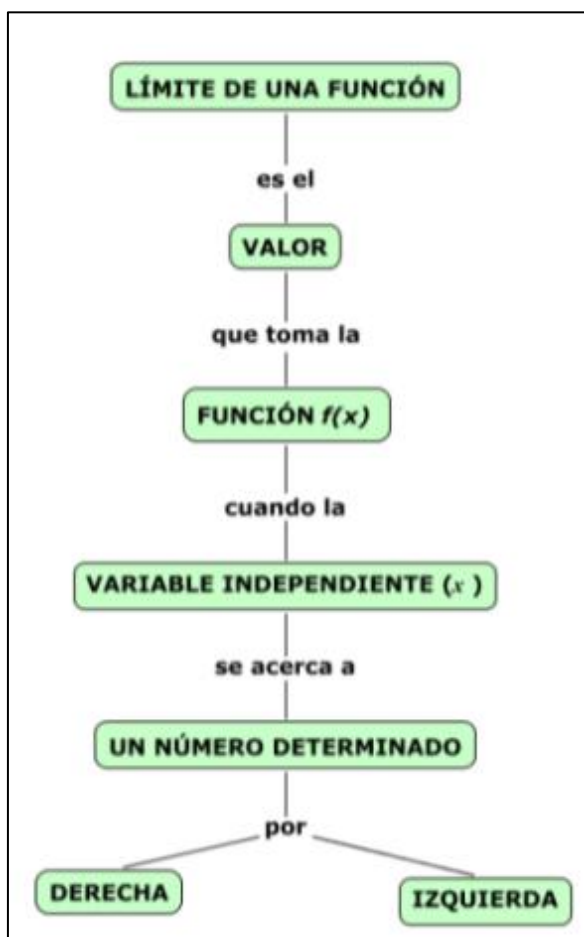 LÍMITE DE UNA FUNCIÓN
es el
VALOR
que toma la
FUNCIÓN f(x)
cuando la
VARIABLE INDEPENDIENTE (x )
se acerca a
UN NÚMERO DETERMINADO
por
DERECHA
IZQUIERDA